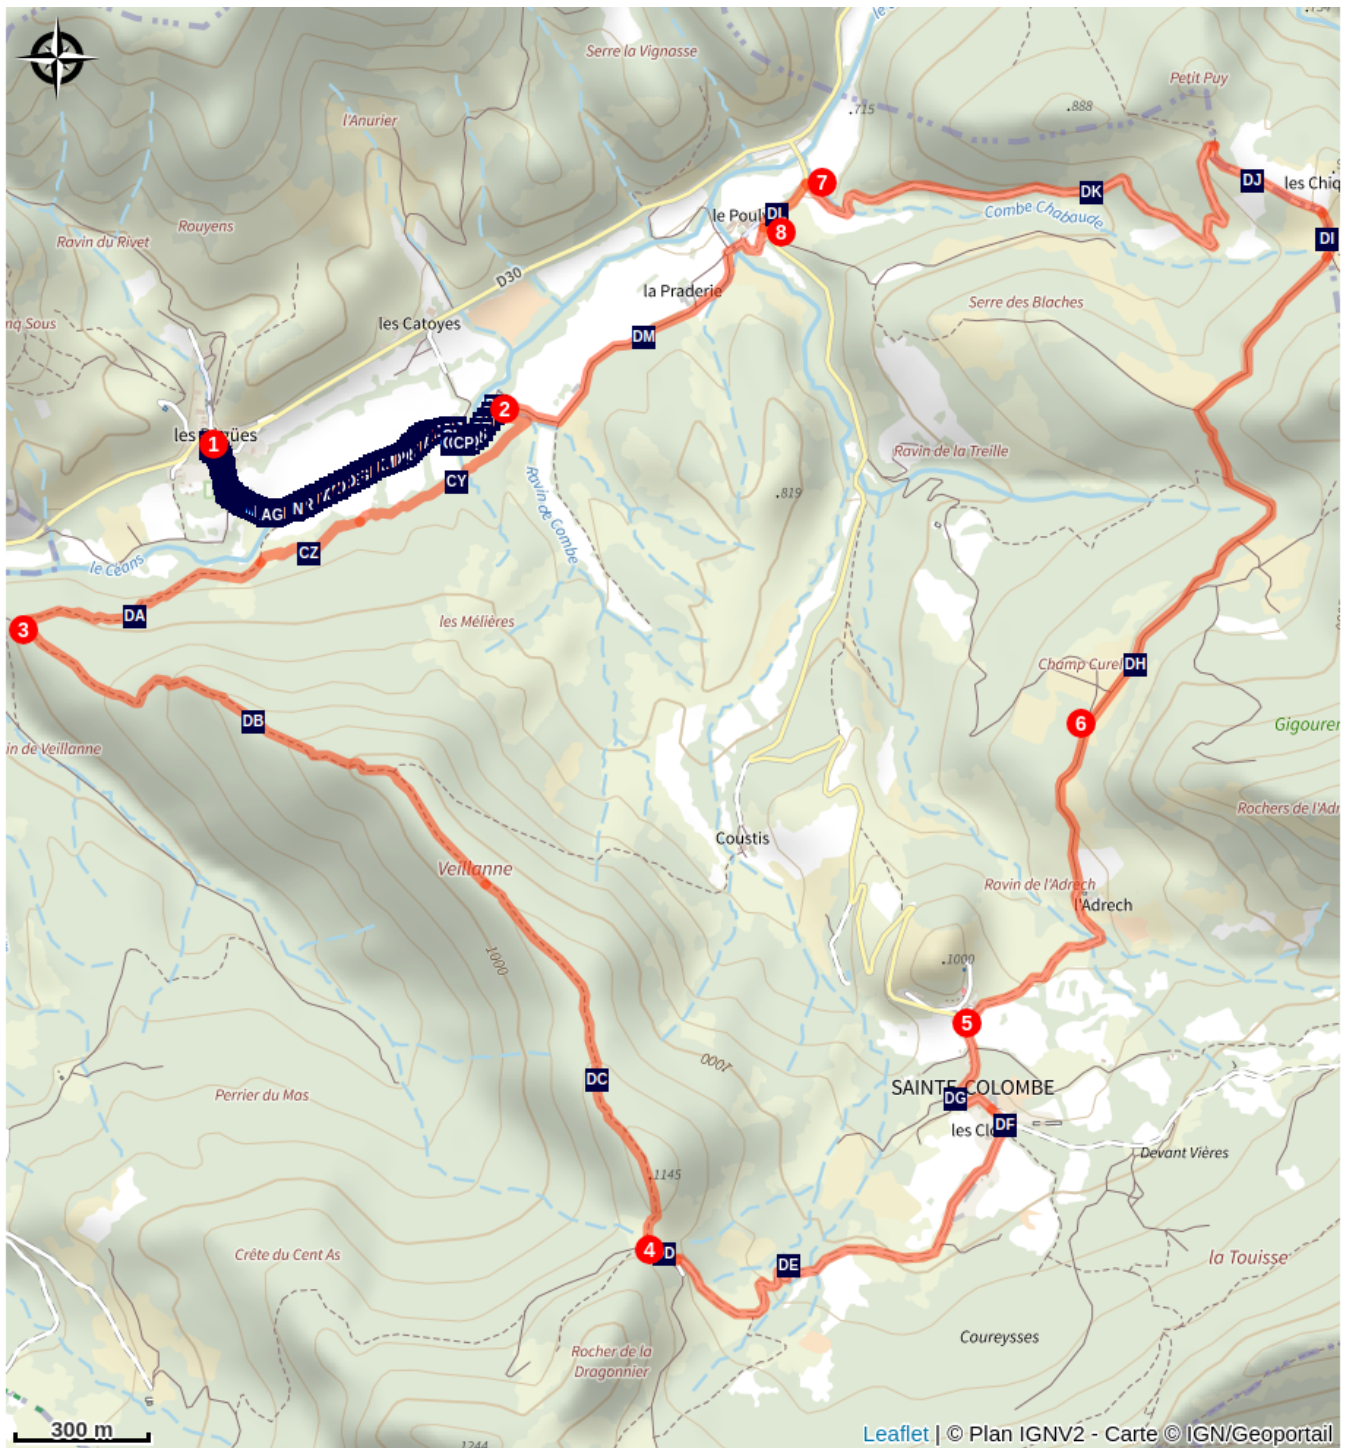 Serre la Vignasse
Petit Puy
.888
.715
l'Anurier
DJ
7
DK
les Chiq
Combe Chabaude
DL
8
DI
Rouyens
Ravin du Rivet
D30
la Praderie
Serre des Blaches
les Catoyes
DM
2
1
CP
Ravin de la Treille
CY
.819
AG
Ravin de Combe
CZ
le Céans
DA
les Mélières
3
Champ Curel
DH
DB
6
Gigourer
in de Veillanne
Rochers de l'Adr
Coustis
Veillanne
Ravin de l'Adrech
l'Adrech
1000
.1000
5
1000
DC
SAINTE-COLOMBE
Perrier du Mas
DG
DF
Devant Vières
1145
4
Crête du Cent As
DE
la Touisse
Coureysses
Rocher de la
Dragonnier
300 m
1244
Leaflet | © Plan IGNV2 - Carte © IGN/Geoportail